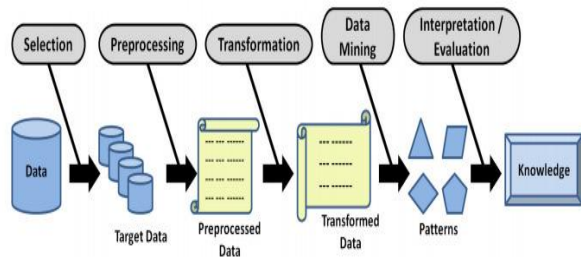 Selection
Preprocessing
Transformation
Data
Mining
Interpretation /
Evaluation
Data
Target Data
--- --- ------
--- --- ------
--- --- ------
--- --- ------
Preprocessed
Data
--- ------
--- ------
--- ------
Transformed
Data
Patterns
Knowledge